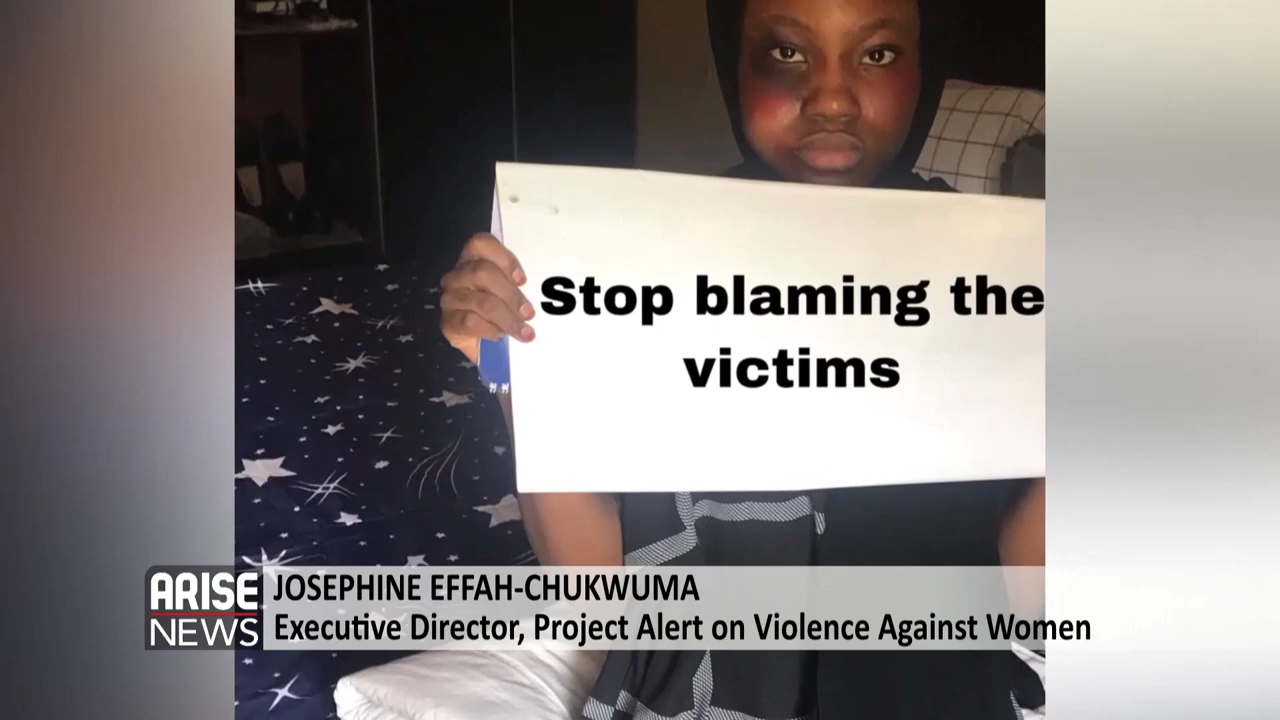 Stop blaming the
victims
ARISE
NEWS
JOSEPHINE EFFAH-CHUKWUMA
Executive Director, Project Alert on Violence Against Women